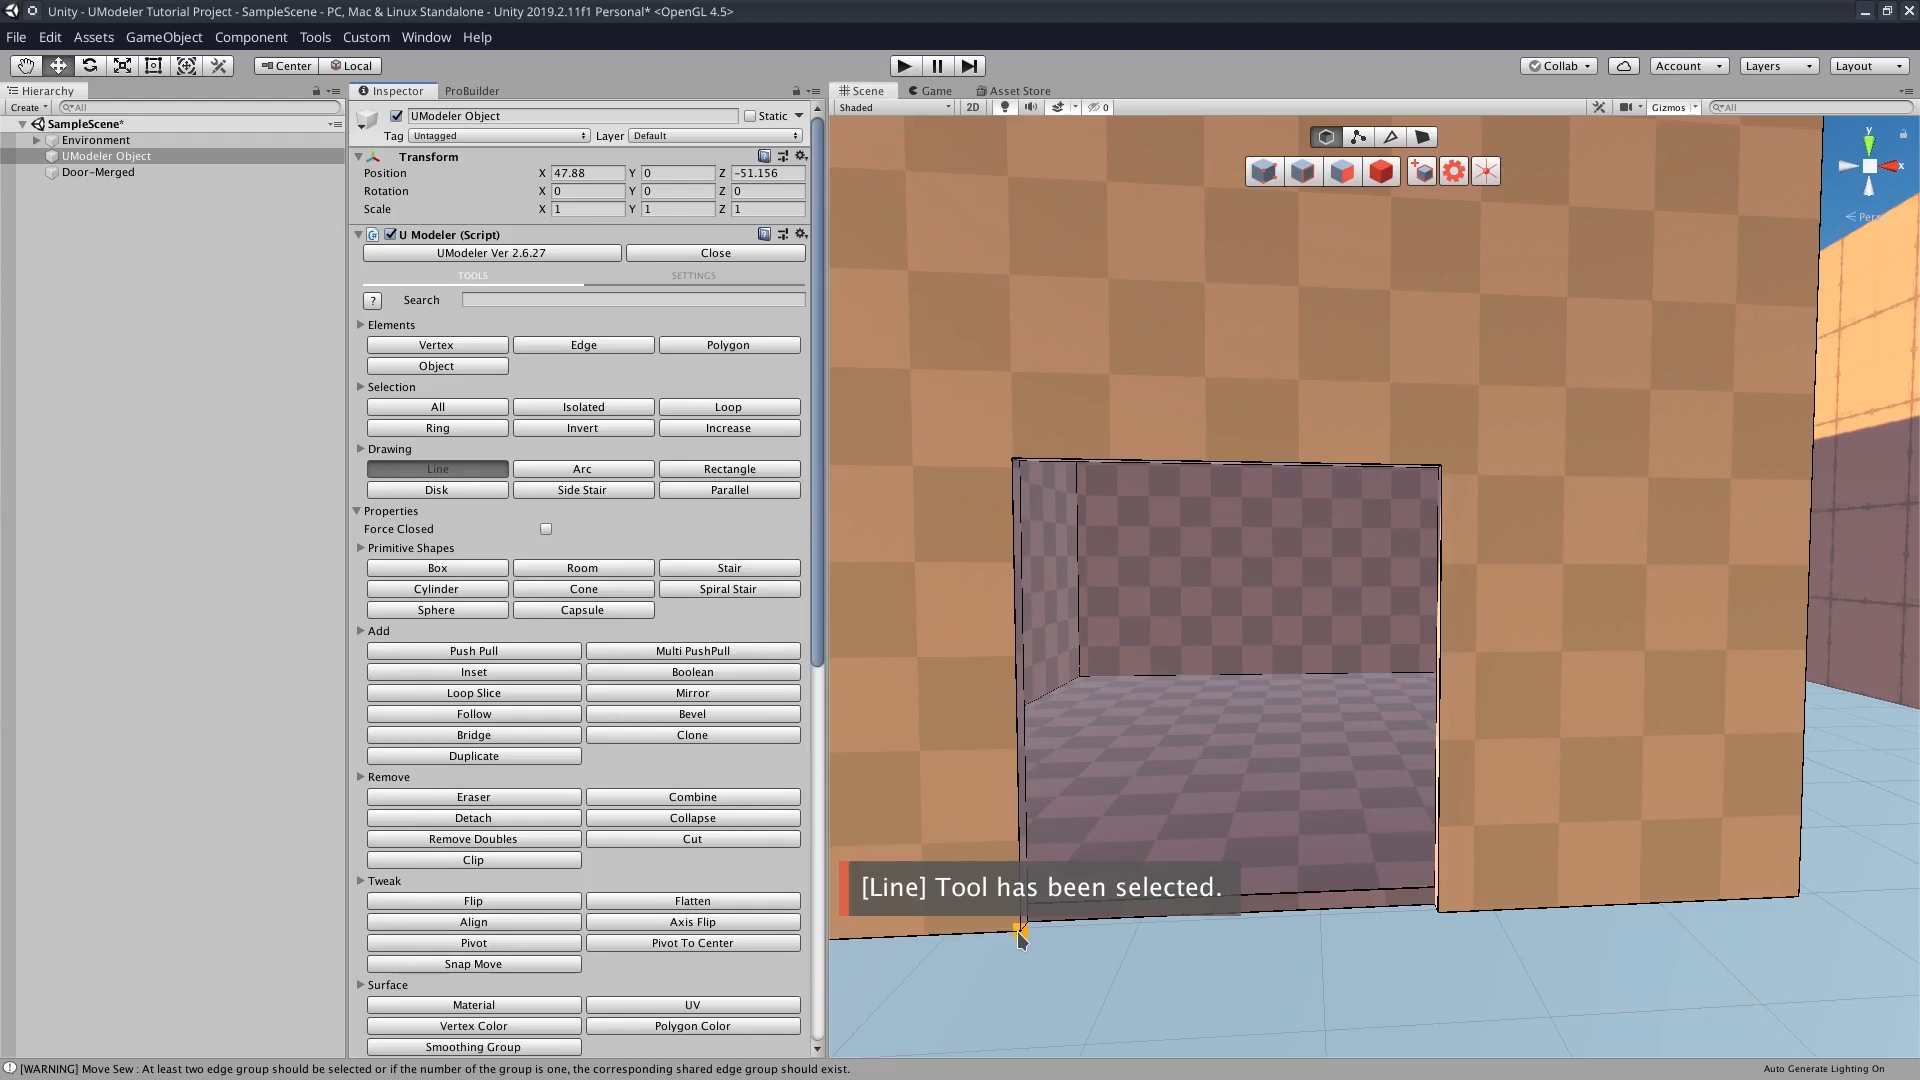 Unity - UModeler Tutorial Project - SampleScene - PC, Mac & Linux Standalone - Unity 2019.2.11f1 Personal* <OpenGL 4.5>
File Edit Assets GameObject Component Tools Custom Window Help
Center Local Collab Account Layers Layout
Hierarchy Inspector ProBuilder Scene Game Asset Store
Create All
Shaded 2D 0 Gizmos All
SampleScene*
Environment
UModeler Object
Door-Merged
UModeler Object Static
Tag Untagged Layer Default
Transform
Position X 47.88 Y 0 Z -51.156
Rotation X 0 Y 0 Z 0
Scale X 1 Y 1 Z 1
U Modeler (Script)
UModeler Ver 2.6.27 Close
TOOLS SETTINGS
? Search
Elements
Vertex Edge Polygon
Object
Selection
All Isolated Loop
Ring Invert Increase
Drawing
Line Arc Rectangle
Disk Side Stair Parallel
Properties
Force Closed
Primitive Shapes
Box Room Stair
Cylinder Cone Spiral Stair
Sphere Capsule
Add
Push Pull Multi PushPull
Inset Boolean
Loop Slice Mirror
Follow Bevel
Bridge Clone
Duplicate
Remove
Eraser Combine
Detach Collapse
Remove Doubles Cut
Clip
Tweak
Flip Flatten
Align Axis Flip
Pivot Pivot To Center
Snap Move
Surface
Material UV
Vertex Color Polygon Color
Smoothing Group
y
x
< Pers
[Line] Tool has been selected.
[WARNING] Move Sew : At least two edge group should be selected or if the number of the group is one, the corresponding shared edge group should exist.
Auto Generate Lighting On